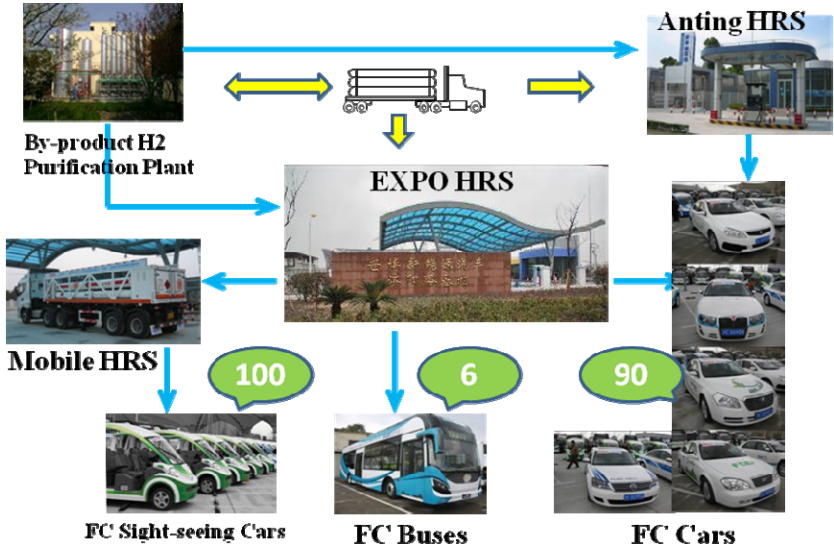 Anting HRS
By-product H2
Purification Plant
EXPO HRS
Mobile HRS
100
6
90
FC Sight-seeing Cars
FC Buses
FC Cars